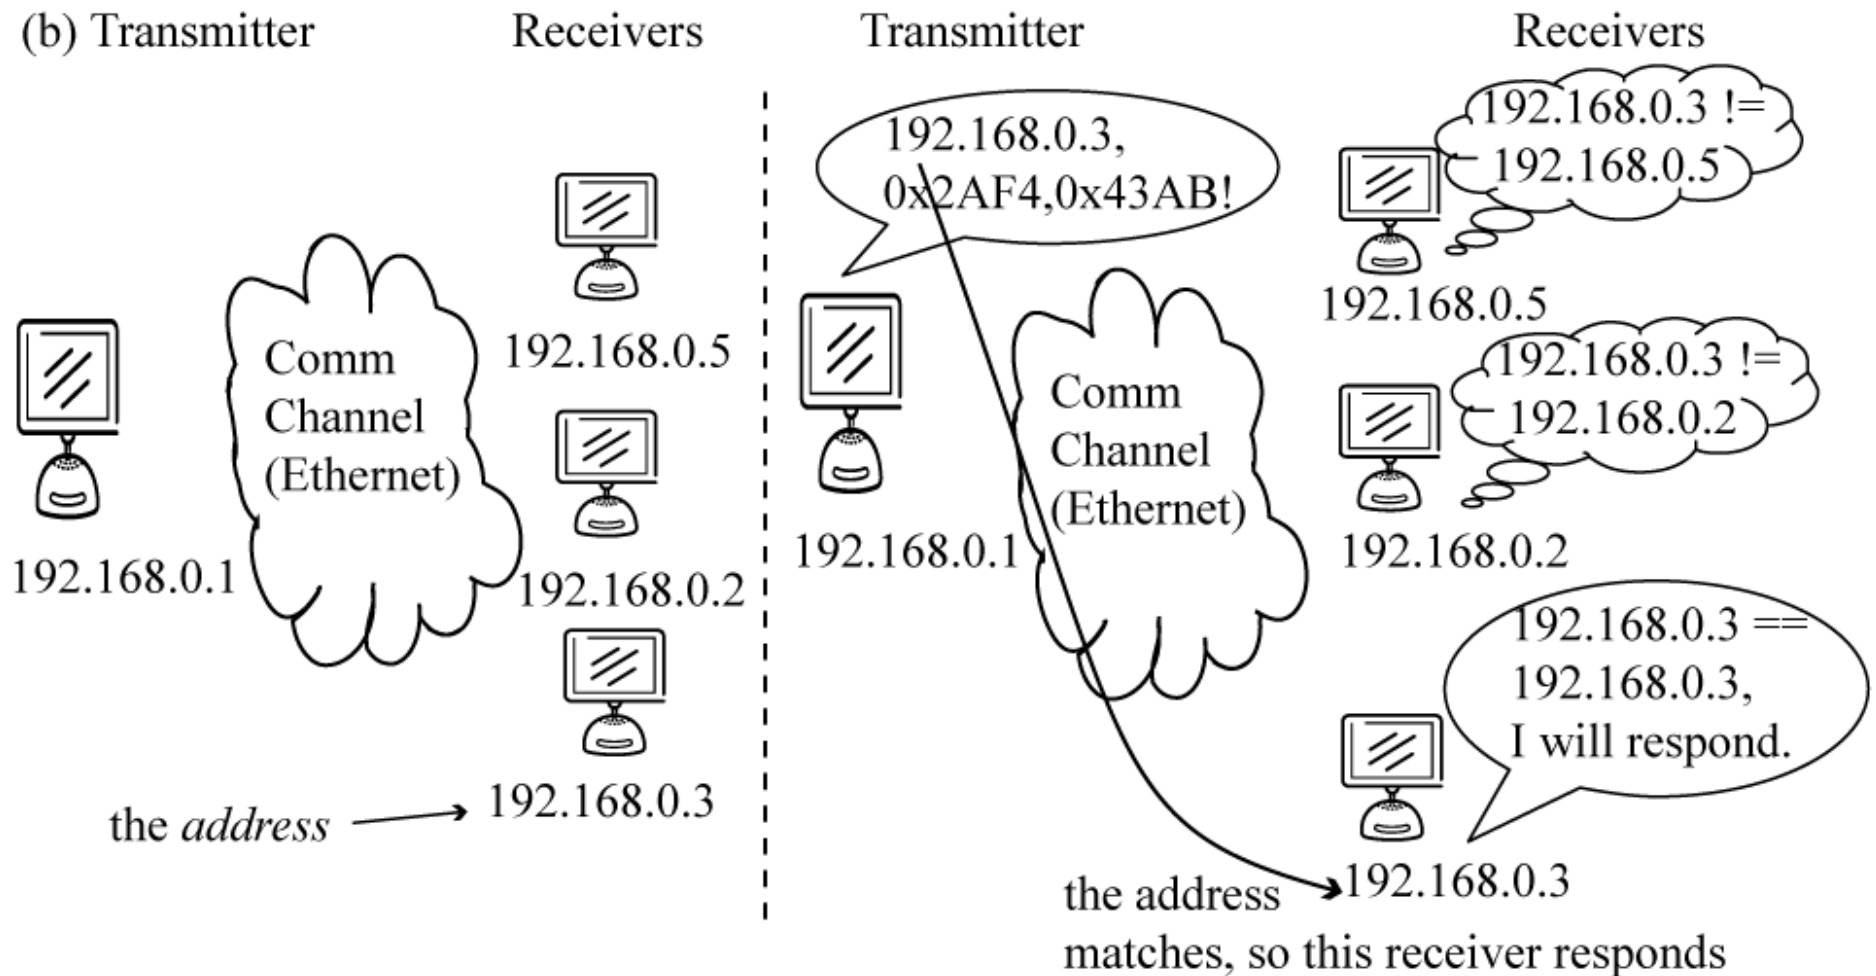 (b) Transmitter
Receivers
192.168.0.5
Comm
Channel
(Ethernet)
192.168.0.1
192.168.0.2
the address
192.168.0.3
Transmitter
Receivers
192.168.0.3,
0x2AF4,0x43AB!
192.168.0.3 !=
192.168.0.5
192.168.0.5
Comm
Channel
(Ethernet)
192.168.0.1
192.168.0.3 !=
192.168.0.2
192.168.0.2
192.168.0.3 ==
192.168.0.3,
I will respond.
192.168.0.3
the address
matches, so this receiver responds